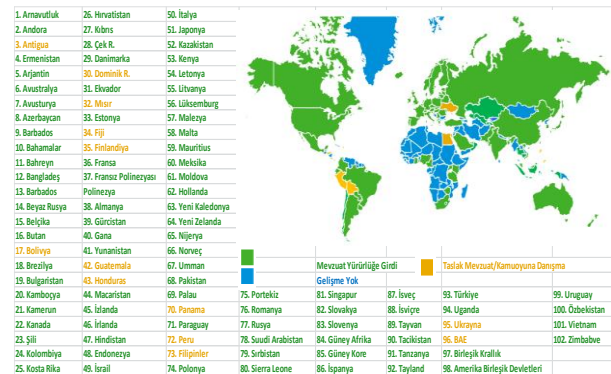 1. Arnavutluk
2. Andora
3. Antigua
4. Ermenistan
5. Arjantin
6. Avustralya
7. Avusturya
8. Azerbaycan
9. Barbados
10. Bahamalar
11. Bahreyn
12. Bangladeş
13. Barbados
14. Beyaz Rusya
15. Belçika
16. Butan
17. Bolivya
18. Brezilya
19. Bulgaristan
20. Kamboçya
21. Kamerun
22. Kanada
23. Şili
24. Kolombiya
25. Kosta Rika
26. Hırvatistan
27. Kıbrıs
28. Çek R.
29. Danimarka
30. Dominik R.
31. Ekvador
32. Mısır
33. Estonya
34. Fiji
35. Finlandiya
36. Fransa
37. Fransız Polinezyası
Polinezya
38. Almanya
39. Gürcistan
40. Gana
41. Yunanistan
42. Guatemala
43. Honduras
44. Macaristan
45. İzlanda
46. İrlanda
47. Hindistan
48. Endonezya
49. İsrail
50. İtalya
51. Japonya
52. Kazakistan
53. Kenya
54. Letonya
55. Litvanya
56. Lüksemburg
57. Malezya
58. Malta
59. Mauritius
60. Meksika
61. Moldova
62. Hollanda
63. Yeni Kaledonya
64. Yeni Zelanda
65. Nijerya
66. Norveç
67. Umman
68. Pakistan
69. Palau
70. Panama
71. Paraguay
72. Peru
73. Filipinler
74. Polonya
Mevzuat Yürürlüğe Girdi
Taslak Mevzuat/Kamuoyuna Danışma
Gelişme Yok
75. Portekiz
76. Romanya
77. Rusya
78. Suudi Arabistan
79. Sırbistan
80. Sierra Leone
81. Singapur
82. Slovakya
83. Slovenya
84. Güney Afrika
85. Güney Kore
86. İspanya
87. İsveç
88. İsviçre
89. Tayvan
90. Tacikistan
91. Tanzanya
92. Tayland
93. Türkiye
94. Uganda
95. Ukrayna
96. BAE
97. Birleşik Krallık
98. Amerika Birleşik Devletleri
99. Uruguay
100. Özbekistan
101. Vietnam
102. Zimbabve